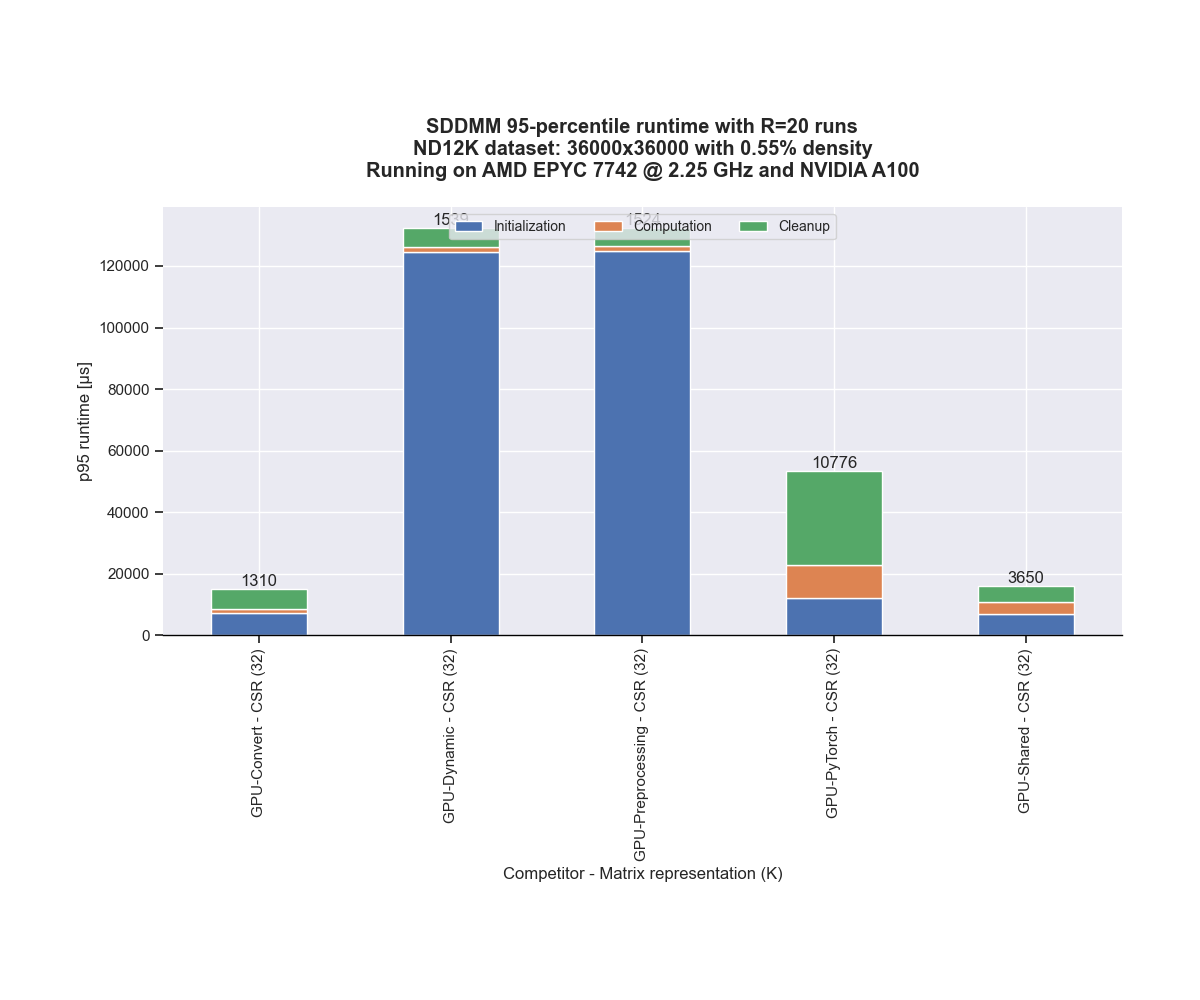 SDDMM 95-percentile runtime with R=20 runs
ND12K dataset: 36000x36000 with 0.55% density
Running on AMD EPYC 7742 @ 2.25 GHz and NVIDIA A100
1539
1524
Initialization
Computation
Cleanup
120000
100000
80000
60000
40000
20000
0
p95 runtime [µs]
1310
10776
3650
GPU-Convert - CSR (32)
GPU-Dynamic - CSR (32)
GPU-Preprocessing - CSR (32)
GPU-PyTorch - CSR (32)
GPU-Shared - CSR (32)
Competitor - Matrix representation (K)